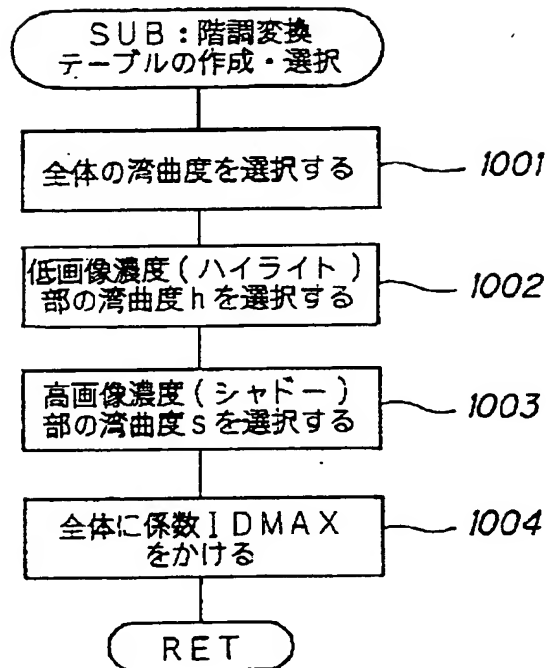 SUB:階調変換
テーブルの作成・選択
全体の湾曲度を選択する
1001
低画像濃度(ハイライト)
部の湾曲度hを選択する
1002
高画像濃度(シャドー)
部の湾曲度sを選択する
1003
全体に係数IDMAX
をかける
1004
RET